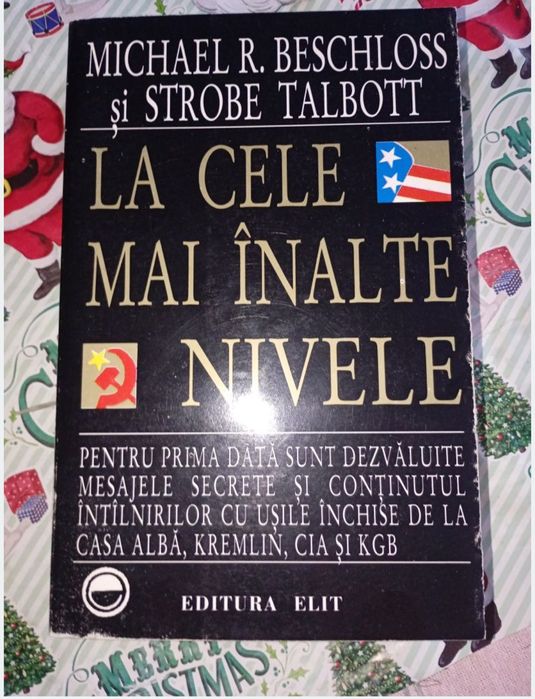 MICHAEL R. BESCHLOSS
și STROBE TALBOTT
LA CELE
MAI ÎNALTE
NIVELE
PENTRU PRIMA DATĂ SUNT DEZVĂLUITE
MESAJELE SECRETE ȘI CONȚINUTUL
ÎNTÎLNIRILOR CU UȘILE ÎNCHISE DE LA
CASA ALBĂ, KREMLIN, CIA ȘI KGB
EDITURA ELIT
MERRY
CHRISTMAS